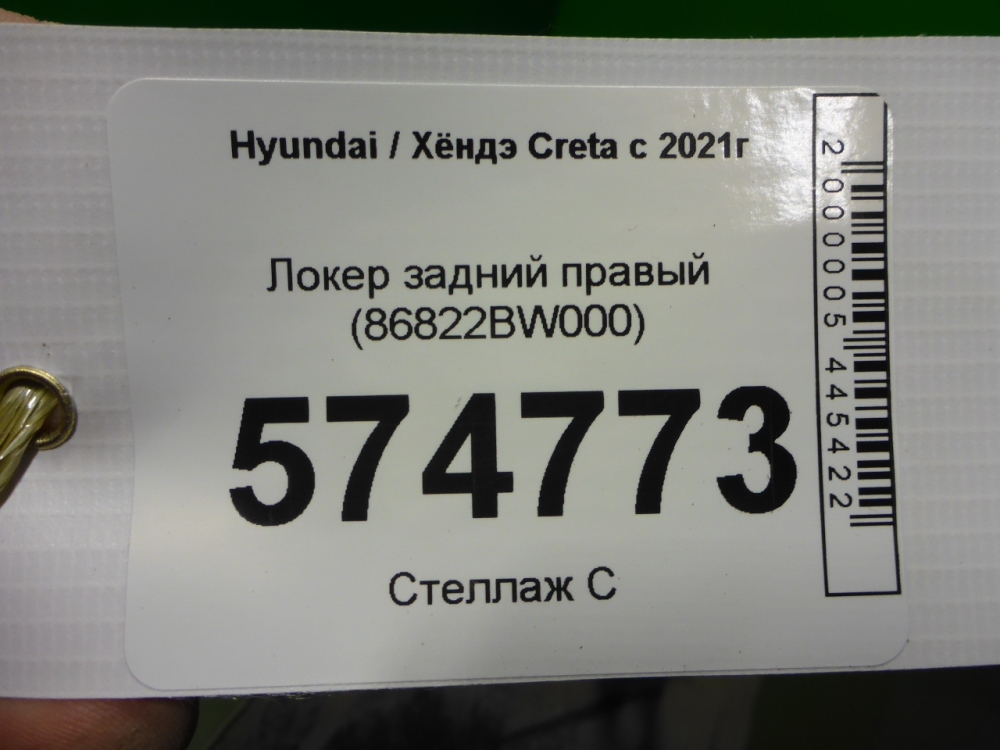 Hyundai / Хёндэ Creta с 2021г
Локер задний правый
(86822BW000)
574773
Стеллаж С
2000005445422